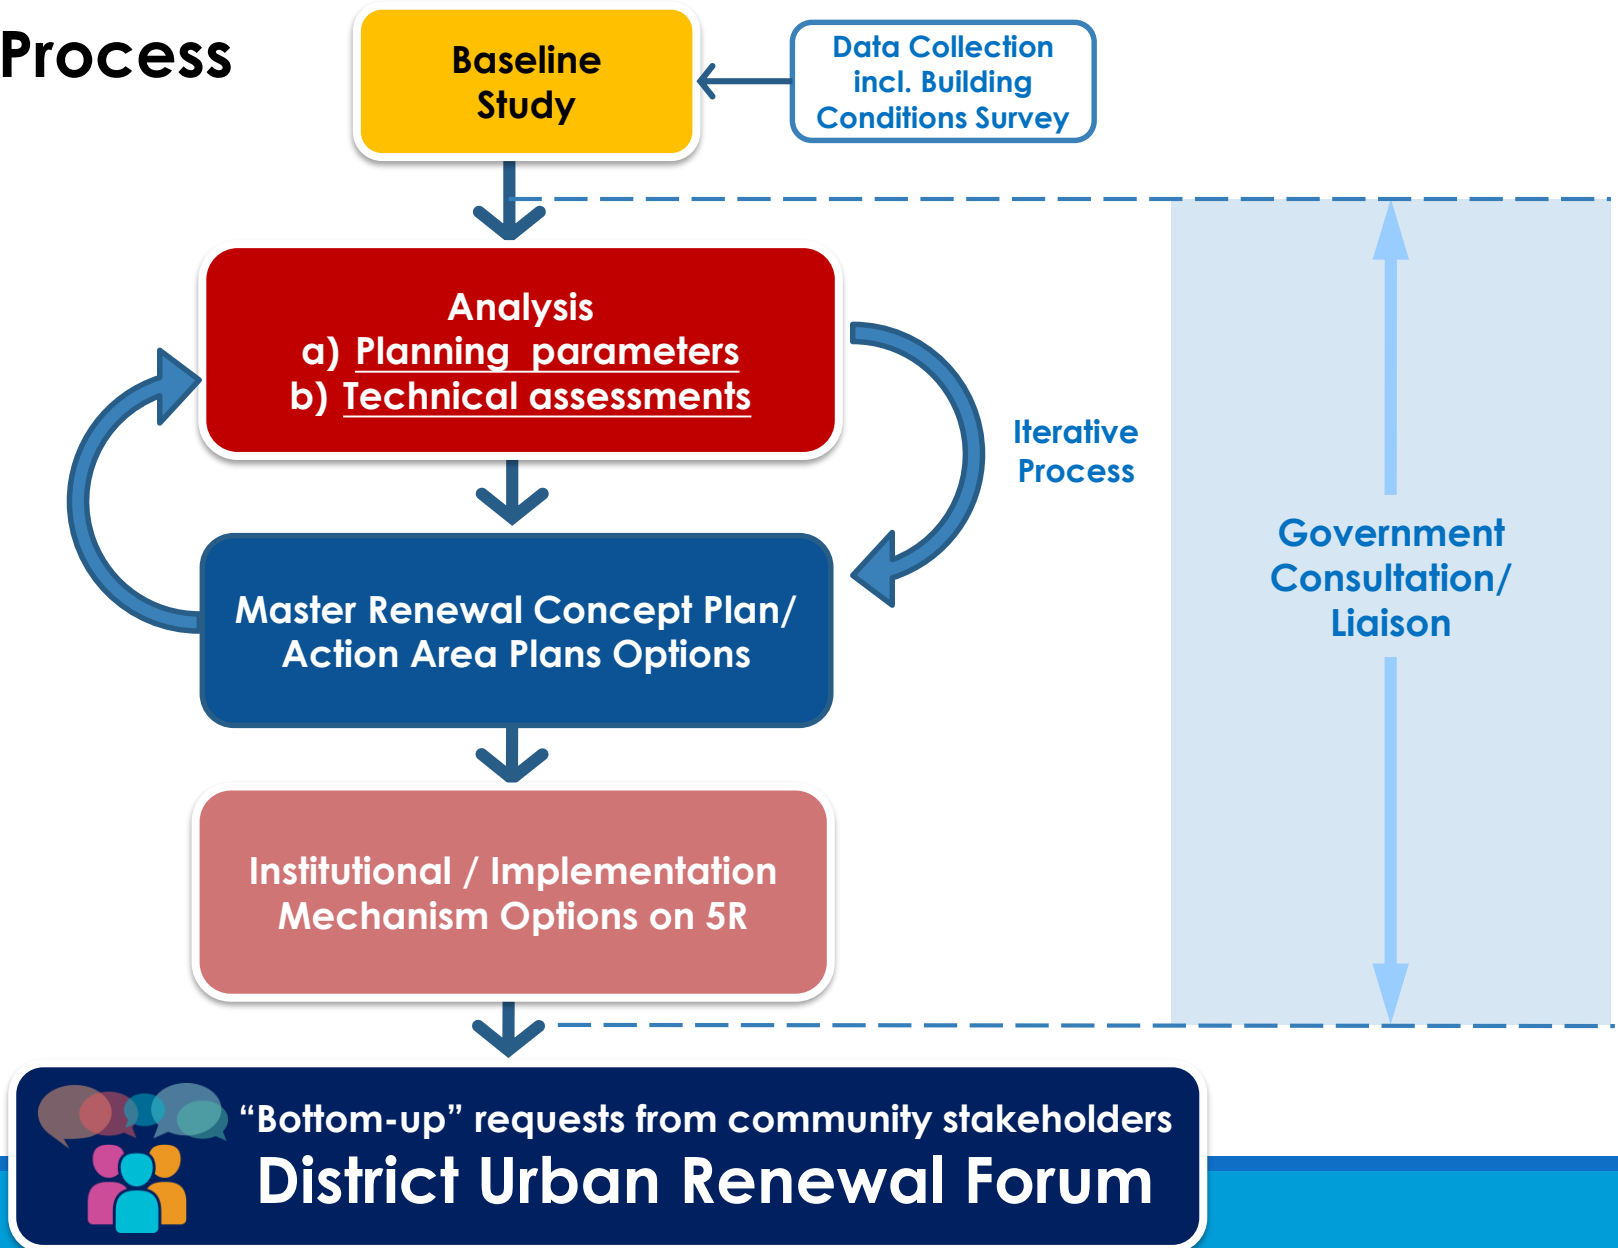 Process
Baseline
Study
Data Collection
incl. Building
Conditions Survey
Analysis
a) Planning parameters
b) Technical assessments
Iterative
Process
Government
Consultation/
Liaison
Master Renewal Concept Plan/
Action Area Plans Options
Institutional / Implementation
Mechanism Options on 5R
“Bottom-up” requests from community stakeholders
District Urban Renewal Forum